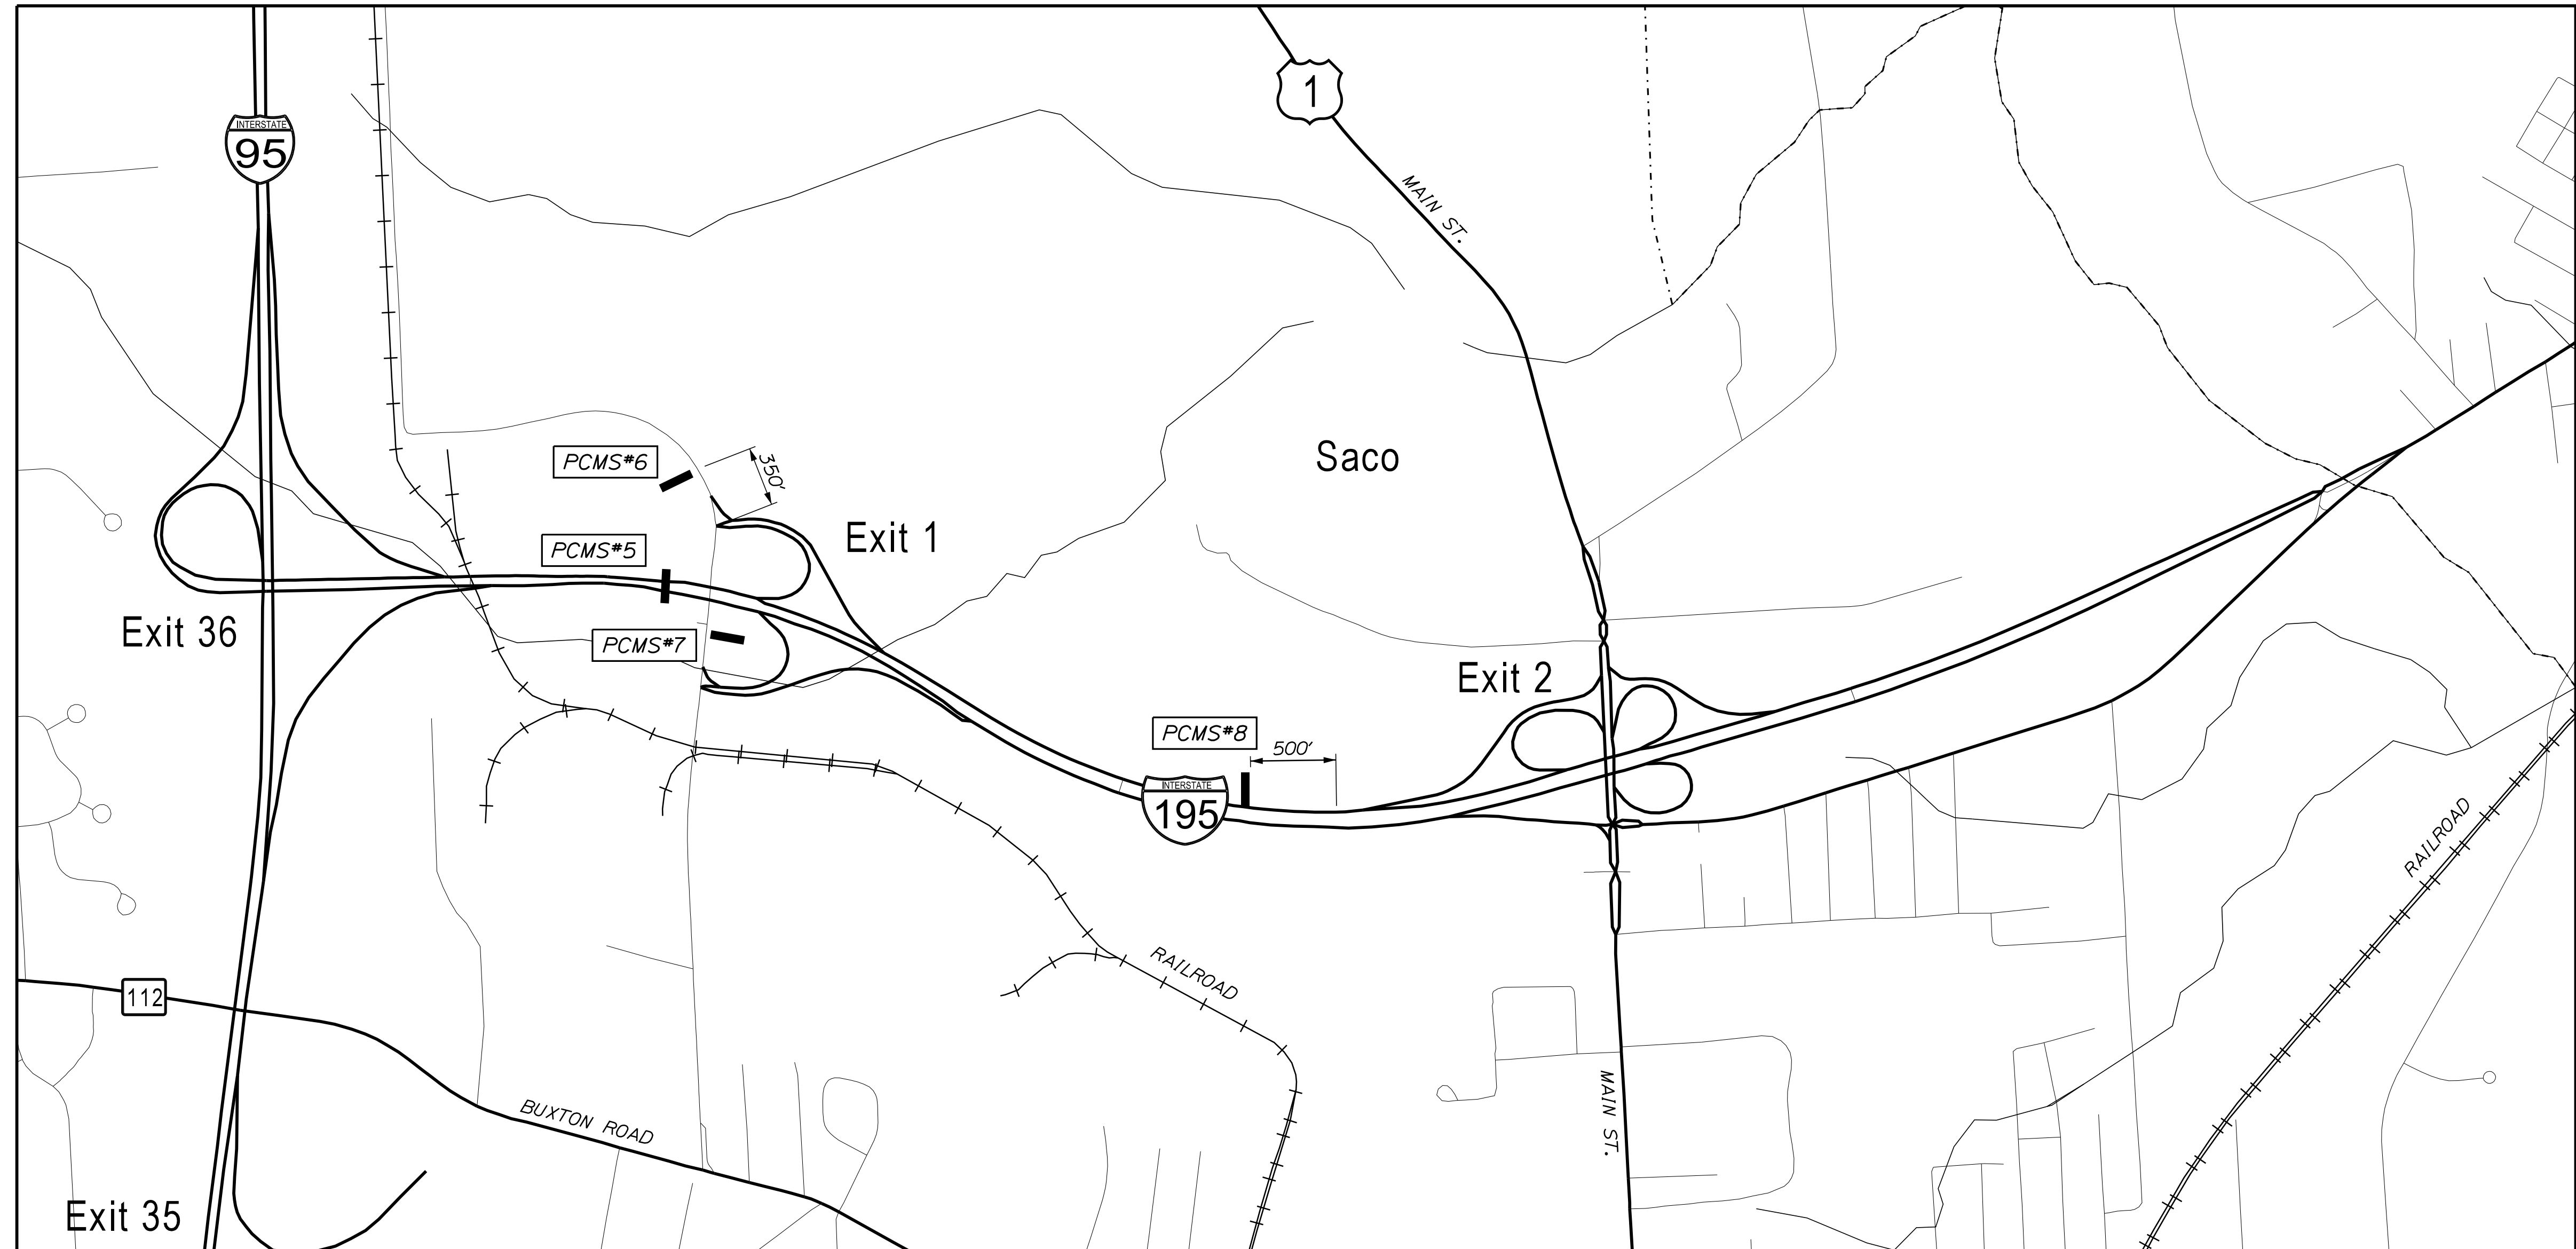 1
INTERSTATE
95
MAIN ST.
Saco
PCMS#6
350'
Exit 1
PCMS#5
Exit 36
PCMS#7
Exit 2
PCMS#8
500'
INTERSTATE
195
RAILROAD
RAILROAD
112
MAIN ST.
BUXTON ROAD
Exit 35